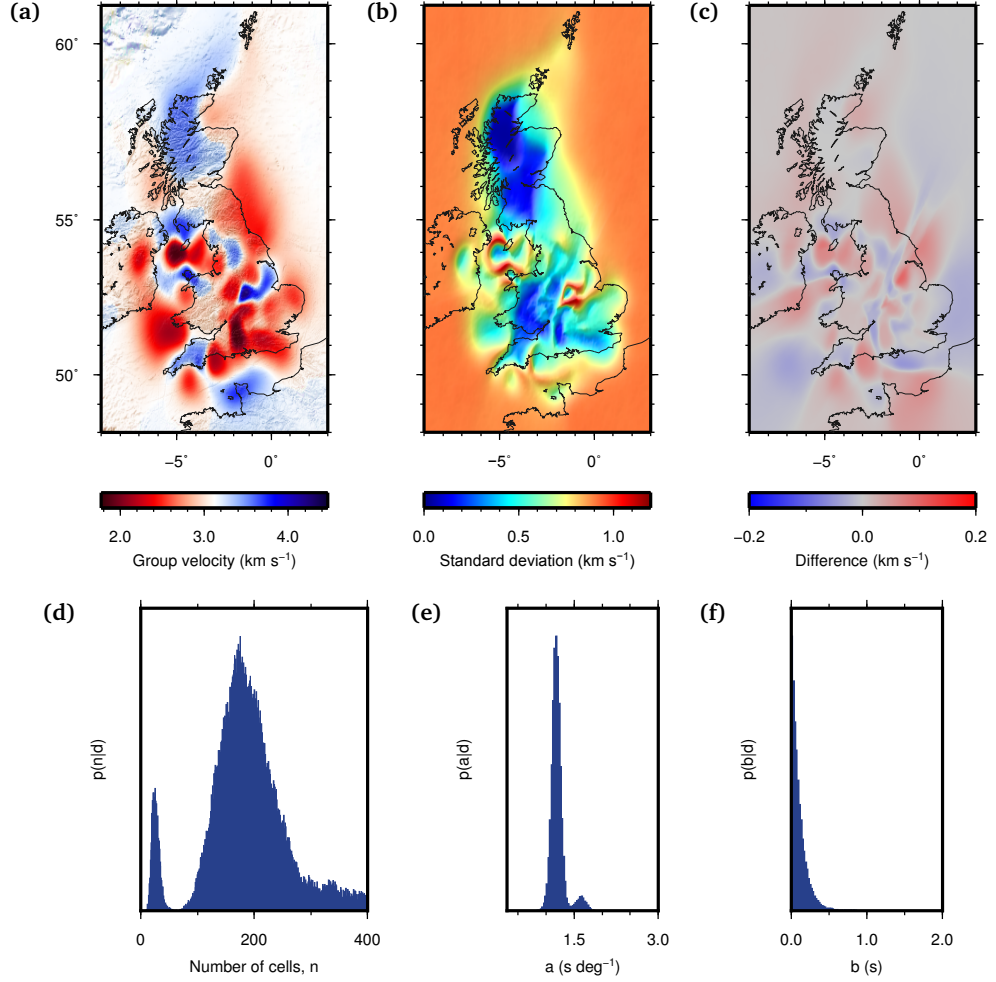 (a) (b) (c)
60°
55°
50°
−5° 0° −5° 0° −5° 0°
2.0 3.0 4.0 0.0 0.5 1.0 −0.2 0.0 0.2
Group velocity (km s⁻¹) Standard deviation (km s⁻¹) Difference (km s⁻¹)
(d) (e) (f)
p(n|d) p(a|d) p(b|d)
0 200 400 1.5 3.0 0.0 1.0 2.0
Number of cells, n a (s deg⁻¹) b (s)